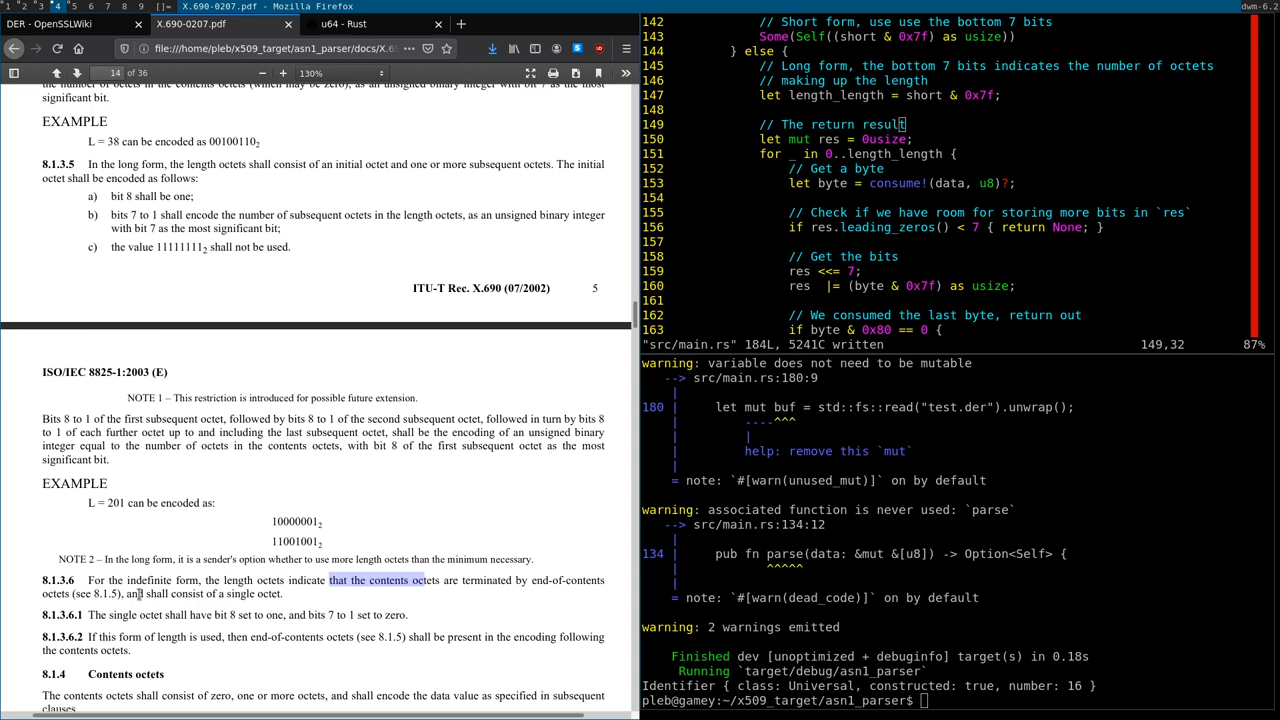 1 2 3 4 5 6 7 8 9 []= X.690-0207.pdf - Mozilla Firefox dwm-6.2
DER - OpenSSLWiki × X.690-0207.pdf × u64 - Rust × +
file:///home/pleb/x509_target/asn1_parser/docs/X.6
14 of 36 − + 130%
the number of octets in the contents octets (which may be zero), as an unsigned binary integer with bit 7 as the most
significant bit.
EXAMPLE
L = 38 can be encoded as 00100110₂
8.1.3.5 In the long form, the length octets shall consist of an initial octet and one or more subsequent octets. The initial
octet shall be encoded as follows:
a) bit 8 shall be one;
b) bits 7 to 1 shall encode the number of subsequent octets in the length octets, as an unsigned binary integer
with bit 7 as the most significant bit;
c) the value 11111111₂ shall not be used.
ITU-T Rec. X.690 (07/2002) 5
ISO/IEC 8825-1:2003 (E)
NOTE 1 – This restriction is introduced for possible future extension.
Bits 8 to 1 of the first subsequent octet, followed by bits 8 to 1 of the second subsequent octet, followed in turn by bits 8
to 1 of each further octet up to and including the last subsequent octet, shall be the encoding of an unsigned binary
integer equal to the number of octets in the contents octets, with bit 8 of the first subsequent octet as the most
significant bit.
EXAMPLE
L = 201 can be encoded as:
10000001₂
11001001₂
NOTE 2 – In the long form, it is a sender's option whether to use more length octets than the minimum necessary.
8.1.3.6 For the indefinite form, the length octets indicate that the contents octets are terminated by end-of-contents
octets (see 8.1.5), and shall consist of a single octet.
8.1.3.6.1 The single octet shall have bit 8 set to one, and bits 7 to 1 set to zero.
8.1.3.6.2 If this form of length is used, then end-of-contents octets (see 8.1.5) shall be present in the encoding following
the contents octets.
8.1.4 Contents octets
The contents octets shall consist of zero, one or more octets, and shall encode the data value as specified in subsequent
clauses.
142 // Short form, use use the bottom 7 bits
143 Some(Self((short & 0x7f) as usize))
144 } else {
145 // Long form, the bottom 7 bits indicates the number of octets
146 // making up the length
147 let length_length = short & 0x7f;
148
149 // The return result
150 let mut res = 0usize;
151 for _ in 0..length_length {
152 // Get a byte
153 let byte = consume!(data, u8)?;
154
155 // Check if we have room for storing more bits in `res`
156 if res.leading_zeros() < 7 { return None; }
157
158 // Get the bits
159 res <<= 7;
160 res |= (byte & 0x7f) as usize;
161
162 // We consumed the last byte, return out
163 if byte & 0x80 == 0 {
"src/main.rs" 184L, 5241C written 149,32 87%
warning: variable does not need to be mutable
--> src/main.rs:180:9
|
180 | let mut buf = std::fs::read("test.der").unwrap();
| ----^^^
| |
| help: remove this `mut`
|
= note: `#[warn(unused_mut)]` on by default
warning: associated function is never used: `parse`
--> src/main.rs:134:12
|
134 | pub fn parse(data: &mut &[u8]) -> Option<Self> {
| ^^^^^
|
= note: `#[warn(dead_code)]` on by default
warning: 2 warnings emitted
Finished dev [unoptimized + debuginfo] target(s) in 0.18s
Running `target/debug/asn1_parser`
Identifier { class: Universal, constructed: true, number: 16 }
pleb@gamey:~/x509_target/asn1_parser$